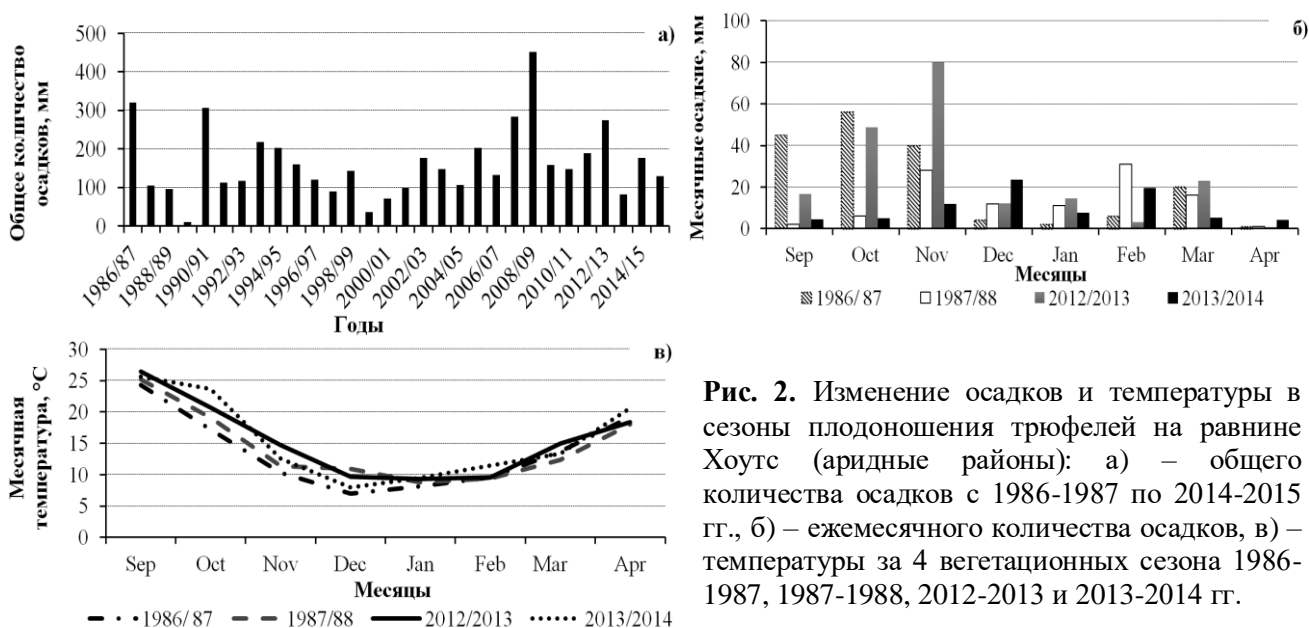 а)
Общее количество
осадков, мм
500
400
300
200
100
0
1986/87
1988/89
1990/91
1992/93
1994/95
1996/97
1998/99
2000/01
2002/03
2004/05
2006/07
2008/09
2010/11
2012/13
2014/15
Годы
б)
Месячные осадкпе, мм
100
80
60
40
20
0
Sep Oct Nov Dec Jan Feb Mar Apr
Месяцы
1986/ 87 1987/88 2012/2013 2013/2014
в)
Месячная
температура, °C
30
25
20
15
10
5
0
Sep Oct Nov Dec Jan Feb Mar Apr
Месяцы
1986/ 87 1987/88 2012/2013 2013/2014
Рис. 2. Изменение осадков и температуры в
сезоны плодоношения трюфелей на равнине
Хоутс (аридные районы): а) – общего
количества осадков с 1986-1987 по 2014-2015
гг., б) – ежемесячного количества осадков, в) –
температуры за 4 вегетационных сезона 1986-
1987, 1987-1988, 2012-2013 и 2013-2014 гг.